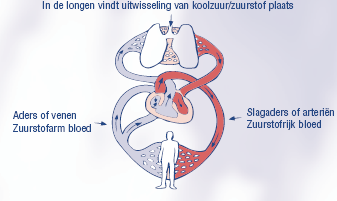 In de longen vindt uitwisseling van koolzuur/zuurstof plaats
Aders of venen
Zuurstofarm bloed
Slagaders of arteriën
Zuurstofrijk bloed